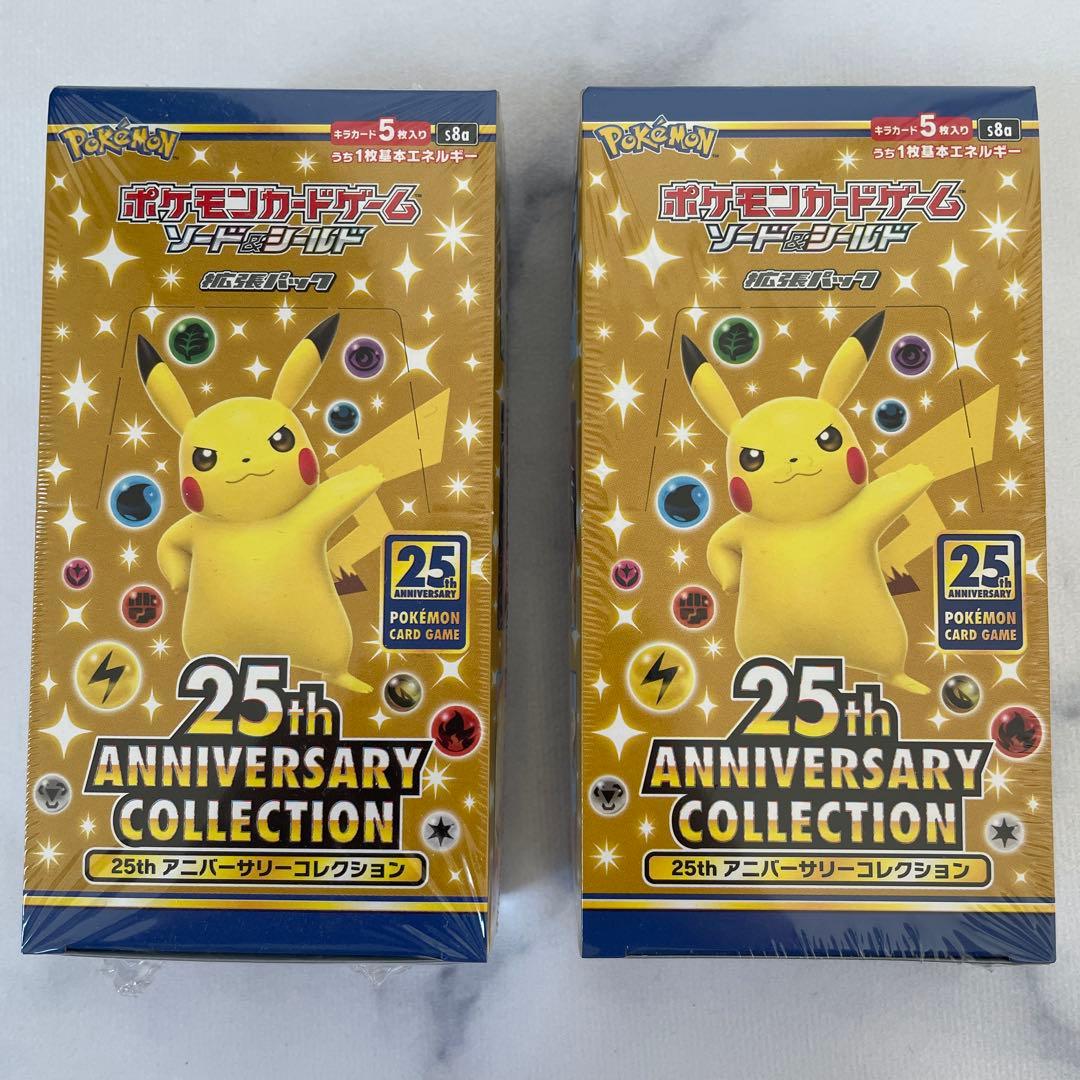 POKÉMON
キラカード5枚入り
s8a
うち1枚基本エネルギー
ポケモンカードゲーム
ソード&シールド
拡張パック
25th
ANNIVERSARY
POKÉMON
CARD GAME
25th
ANNIVERSARY
COLLECTION
25th アニバーサリーコレクション
POKÉMON
キラカード5枚入り
s8a
うち1枚基本エネルギー
ポケモンカードゲーム
ソード&シールド
拡張パック
25th
ANNIVERSARY
POKÉMON
CARD GAME
25th
ANNIVERSARY
COLLECTION
25th アニバーサリーコレクション